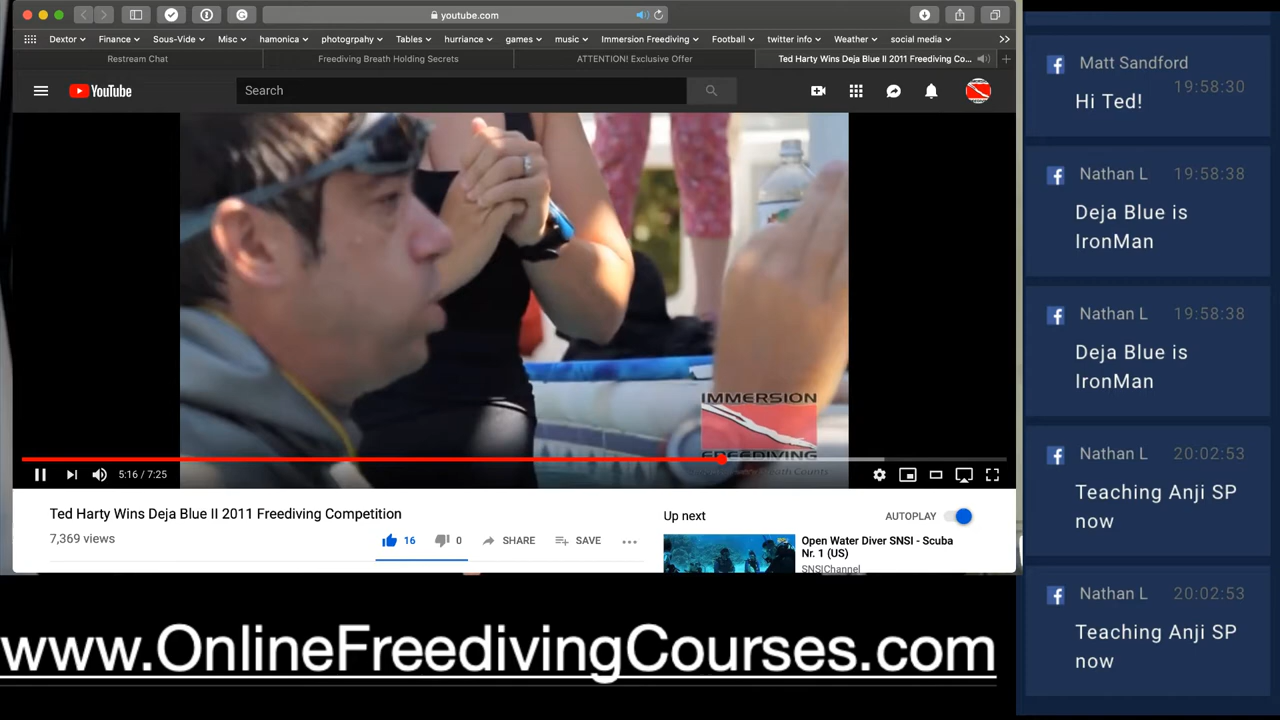 youtube.com
Dextor
Finance
Sous-Vide
Misc
hamonica
photogrpahy
Tables
hurriance
games
music
Immersion Freediving
Football
twitter info
Weather
social media
Restream Chat
Freediving Breath Holding Secrets
ATTENTION! Exclusive Offer
Ted Harty Wins Deja Blue II 2011 Freediving Co...
YouTube
Search
IMMERSION
FREEDIVING
5:16 / 7:25
Ted Harty Wins Deja Blue II 2011 Freediving Competition
7,369 views
16
0
SHARE
SAVE
Up next
AUTOPLAY
Open Water Diver SNSI - Scuba
Nr. 1 (US)
SNSIChannel
www.OnlineFreedivingCourses.com
Matt Sandford
19:58:30
Hi Ted!
Nathan L 19:58:38
Deja Blue is
IronMan
Nathan L 19:58:38
Deja Blue is
IronMan
Nathan L 20:02:53
Teaching Anji SP
now
Nathan L 20:02:53
Teaching Anji SP
now